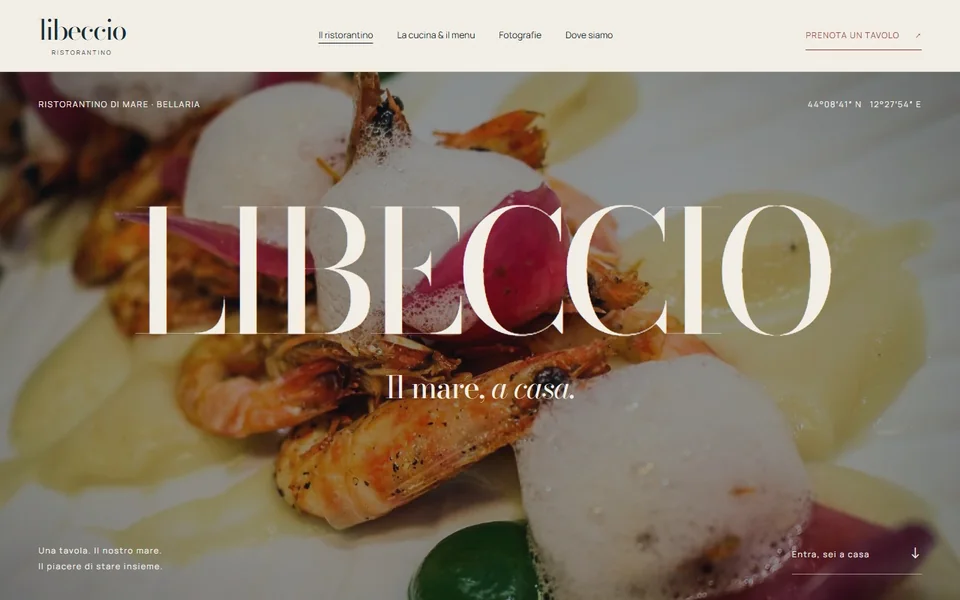 libeccio
RISTORANTINO
Il ristorantino
La cucina & il menu
Fotografie
Dove siamo
PRENOTA UN TAVOLO ↗
RISTORANTINO DI MARE · BELLARIA
44°08'41" N 12°27'54" E
LIBECCIO
Il mare, a casa.
Una tavola. Il nostro mare.
Il piacere di stare insieme.
Entra, sei a casa ↓